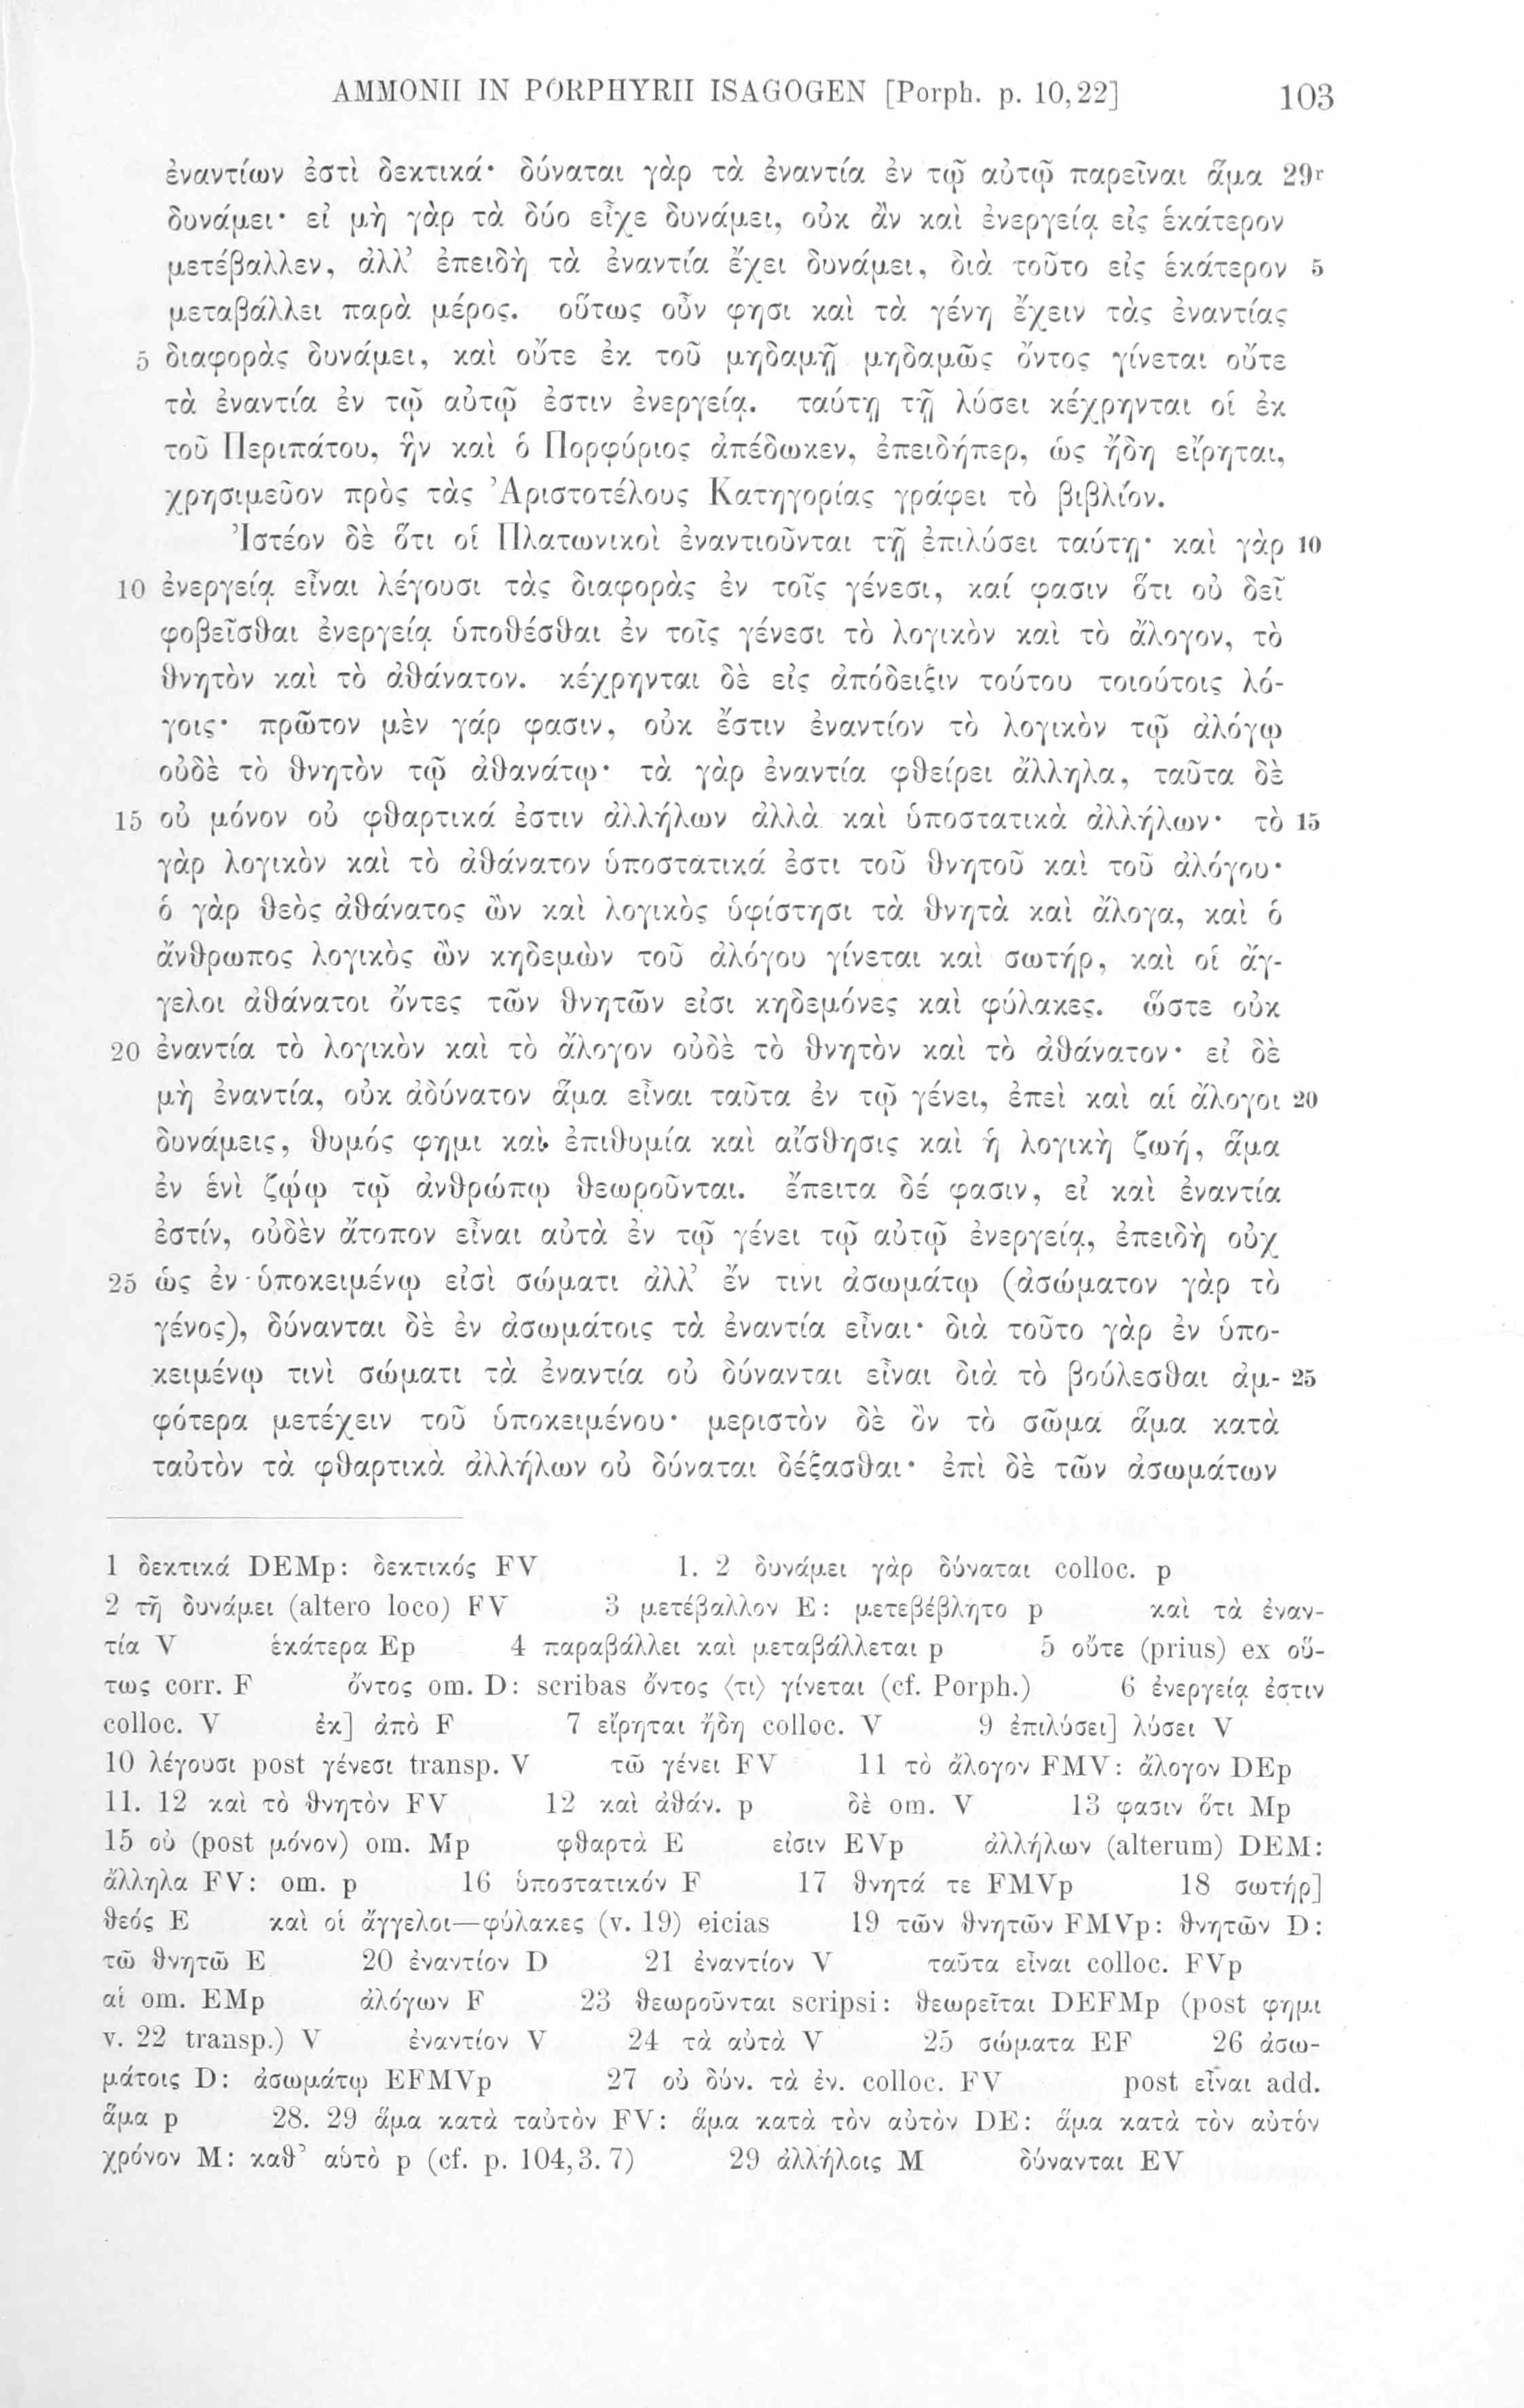 AMMONII IN PORPHYRII ISAGOGEN [Porph. p. 10,22] 103
ἐναντίων ἐστὶ δεκτικά· δύναται γὰρ τὰ ἐναντία ἐν τῷ αὐτῷ παρεῖναι ἅμα 29r
δυνάμει· εἰ μὴ γὰρ τὰ δύο εἶχε δυνάμει, οὐκ ἂν καὶ ἐνεργείᾳ εἰς ἑκάτερον
μετέβαλλεν, ἀλλ’ ἐπειδὴ τὰ ἐναντία ἔχει δυνάμει, διὰ τοῦτο εἰς ἑκάτερον 5
μεταβάλλει παρὰ μέρος. οὕτως οὖν φησι καὶ τὰ γένη ἔχειν τὰς ἐναντίας
5 διαφορὰς δυνάμει, καὶ οὔτε ἐκ τοῦ μηδαμῇ μηδαμῶς ὄντος γίνεται οὔτε
τὰ ἐναντία ἐν τῷ αὐτῷ ἐστιν ἐνεργείᾳ. ταύτῃ τῇ λύσει κέχρηνται οἱ ἐκ
τοῦ Περιπάτου, ἣν καὶ ὁ Πορφύριος ἀπέδωκεν, ἐπειδήπερ, ὡς ἤδη εἴρηται,
χρησιμεῦον πρὸς τὰς Ἀριστοτέλους Κατηγορίας γράφει τὸ βιβλίον.
Ἰστέον δὲ ὅτι οἱ Πλατωνικοὶ ἐναντιοῦνται τῇ ἐπιλύσει ταύτῃ· καὶ γὰρ 10
10 ἐνεργείᾳ εἶναι λέγουσι τὰς διαφορὰς ἐν τοῖς γένεσι, καί φασιν ὅτι οὐ δεῖ
φοβεῖσθαι ἐνεργείᾳ ὑποθέσθαι ἐν τοῖς γένεσι τὸ λογικὸν καὶ τὸ ἄλογον, τὸ
θνητὸν καὶ τὸ ἀθάνατον. κέχρηνται δὲ εἰς ἀπόδειξιν τούτου τοιούτοις λό-
γοις· πρῶτον μὲν γάρ φασιν, οὐκ ἔστιν ἐναντίον τὸ λογικὸν τῷ ἀλόγῳ
οὐδὲ τὸ θνητὸν τῷ ἀθανάτῳ· τὰ γὰρ ἐναντία φθείρει ἄλληλα, ταῦτα δὲ
15 οὐ μόνον οὐ φθαρτικά ἐστιν ἀλλήλων ἀλλὰ καὶ ὑποστατικὰ ἀλλήλων· τὸ 15
γὰρ λογικὸν καὶ τὸ ἀθάνατον ὑποστατικά ἐστι τοῦ θνητοῦ καὶ τοῦ ἀλόγου·
ὁ γὰρ θεὸς ἀθάνατος ὢν καὶ λογικὸς ὑφίστησι τὰ θνητὰ καὶ ἄλογα, καὶ ὁ
ἄνθρωπος λογικὸς ὢν κηδεμὼν τοῦ ἀλόγου γίνεται καὶ σωτήρ, καὶ οἱ ἄγ-
γελοι ἀθάνατοι ὄντες τῶν θνητῶν εἰσι κηδεμόνες καὶ φύλακες. ὥστε οὐκ
20 ἐναντία τὸ λογικὸν καὶ τὸ ἄλογον οὐδὲ τὸ θνητὸν καὶ τὸ ἀθάνατον· εἰ δὲ
μὴ ἐναντία, οὐκ ἀδύνατον ἅμα εἶναι ταῦτα ἐν τῷ γένει, ἐπεὶ καὶ αἱ ἄλογοι 20
δυνάμεις, θυμός φημι καὶ ἐπιθυμία καὶ αἴσθησις καὶ ἡ λογικὴ ζωή, ἅμα
ἐν ἑνὶ ζῴῳ τῷ ἀνθρώπῳ θεωροῦνται. ἔπειτα δέ φασιν, εἰ καὶ ἐναντία
ἐστίν, οὐδὲν ἄτοπον εἶναι αὐτὰ ἐν τῷ γένει τῷ αὐτῷ ἐνεργείᾳ, ἐπειδὴ οὐχ
25 ὡς ἐν ὑποκειμένῳ εἰσὶ σώματι ἀλλ’ ἔν τινι ἀσωμάτῳ (ἀσώματον γὰρ τὸ
γένος), δύνανται δὲ ἐν ἀσωμάτοις τὰ ἐναντία εἶναι· διὰ τοῦτο γὰρ ἐν ὑπο-
κειμένῳ τινὶ σώματι τὰ ἐναντία οὐ δύνανται εἶναι διὰ τὸ βούλεσθαι ἀμ- 25
φότερα μετέχειν τοῦ ὑποκειμένου· μεριστὸν δὲ ὂν τὸ σῶμα ἅμα κατὰ
ταὐτὸν τὰ φθαρτικὰ ἀλλήλων οὐ δύναται δέξασθαι· ἐπὶ δὲ τῶν ἀσωμάτων
1 δεκτικά DEMp: δεκτικός FV 1. 2 δυνάμει γὰρ δύναται colloc. p
2 τῆ δυνάμει (altero loco) FV 3 μετέβαλλον E: μετεβέβλητο p καὶ τὰ ἐναν-
τία V ἑκάτερα Ep 4 παραβάλλει καὶ μεταβάλλεται p 5 οὔτε (prius) ex οὕ-
τως corr. F ὄντος om. D: scribas ὄντος ⟨τι⟩ γίνεται (cf. Porph.) 6 ἐνεργείᾳ ἐστιν
colloc. V ἐκ] ἀπὸ F 7 εἴρηται ἤδη colloc. V 9 ἐπιλύσει] λύσει V
10 λέγουσι post γένεσι transp. V τῶ γένει FV 11 τὸ ἄλογον FMV: ἄλογον DEp
11. 12 καὶ τὸ θνητὸν FV 12 καὶ ἀθάν. p δὲ om. V 13 φασιν ὅτι Mp
15 οὐ (post μόνον) om. Mp φθαρτὰ E εἰσιν EVp ἀλλήλων (alterum) DEM:
ἄλληλα FV: om. p 16 ὑποστατικόν F 17 θνητά τε FMVp 18 σωτήρ]
θεός E καὶ οἱ ἄγγελοι—φύλακες (v. 19) eicias 19 τῶν θνητῶν FMVp: θνητῶν D:
τῶ θνητῶ E 20 ἐναντίον D 21 ἐναντίον V ταῦτα εἶναι colloc. FVp
αἱ om. EMp ἀλόγων F 23 θεωροῦνται scripsi: θεωρεῖται DEFMp (post φημι
v. 22 transp.) V ἐναντίον V 24 τὰ αὐτὰ V 25 σώματα EF 26 ἀσω-
μάτοις D: ἀσωμάτῳ EFMVp 27 οὐ δύν. τὰ ἐν. colloc. FV post εἶναι add.
ἅμα p 28. 29 ἅμα κατὰ ταὐτὸν FV: ἅμα κατὰ τὸν αὐτὸν DE: ἅμα κατὰ τὸν αὐτὸν
χρόνον M: καθ’ αὑτὸ p (cf. p. 104,3. 7) 29 ἀλλήλοις M δύνανται EV